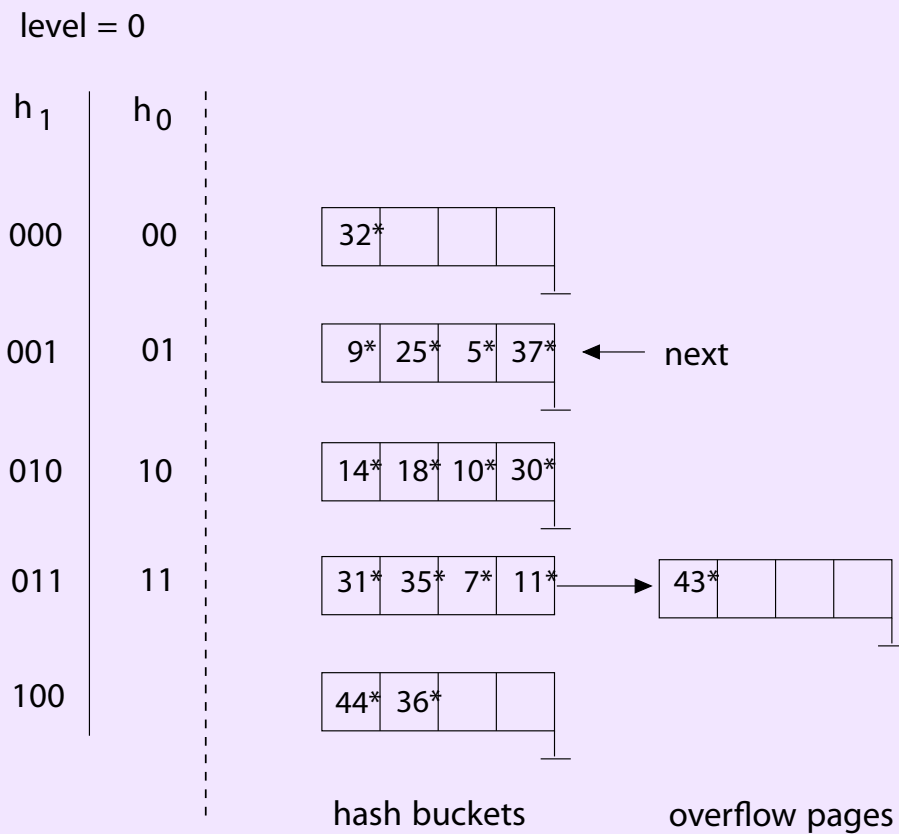 level = 0
h1 h0
000 00 32*
001 01 9* 25* 5* 37* next
010 10 14* 18* 10* 30*
011 11 31* 35* 7* 11* 43*
100 44* 36*
hash buckets overflow pages